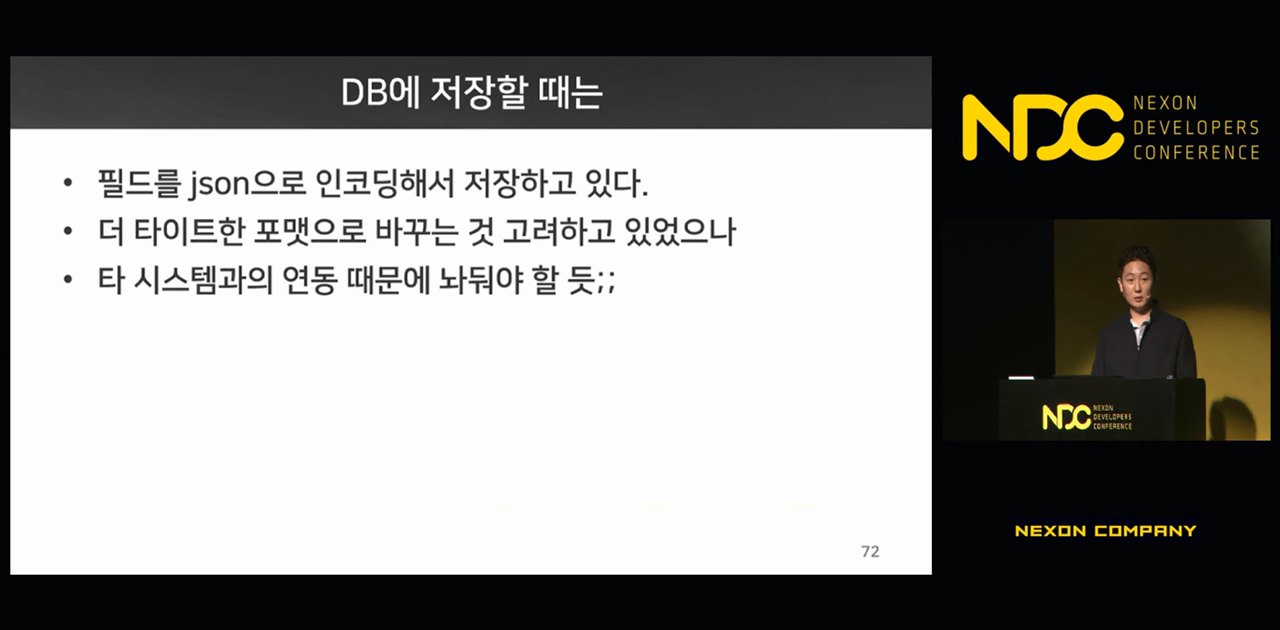 DB에 저장할 때는
• 필드를 json으로 인코딩해서 저장하고 있다.
• 더 타이트한 포맷으로 바꾸는 것 고려하고 있었으나
• 타 시스템과의 연동 때문에 놔둬야 할 듯;;
72
NDC
NEXON
DEVELOPERS
CONFERENCE
NDC
NEXON
DEVELOPERS
CONFERENCE
NEXON COMPANY